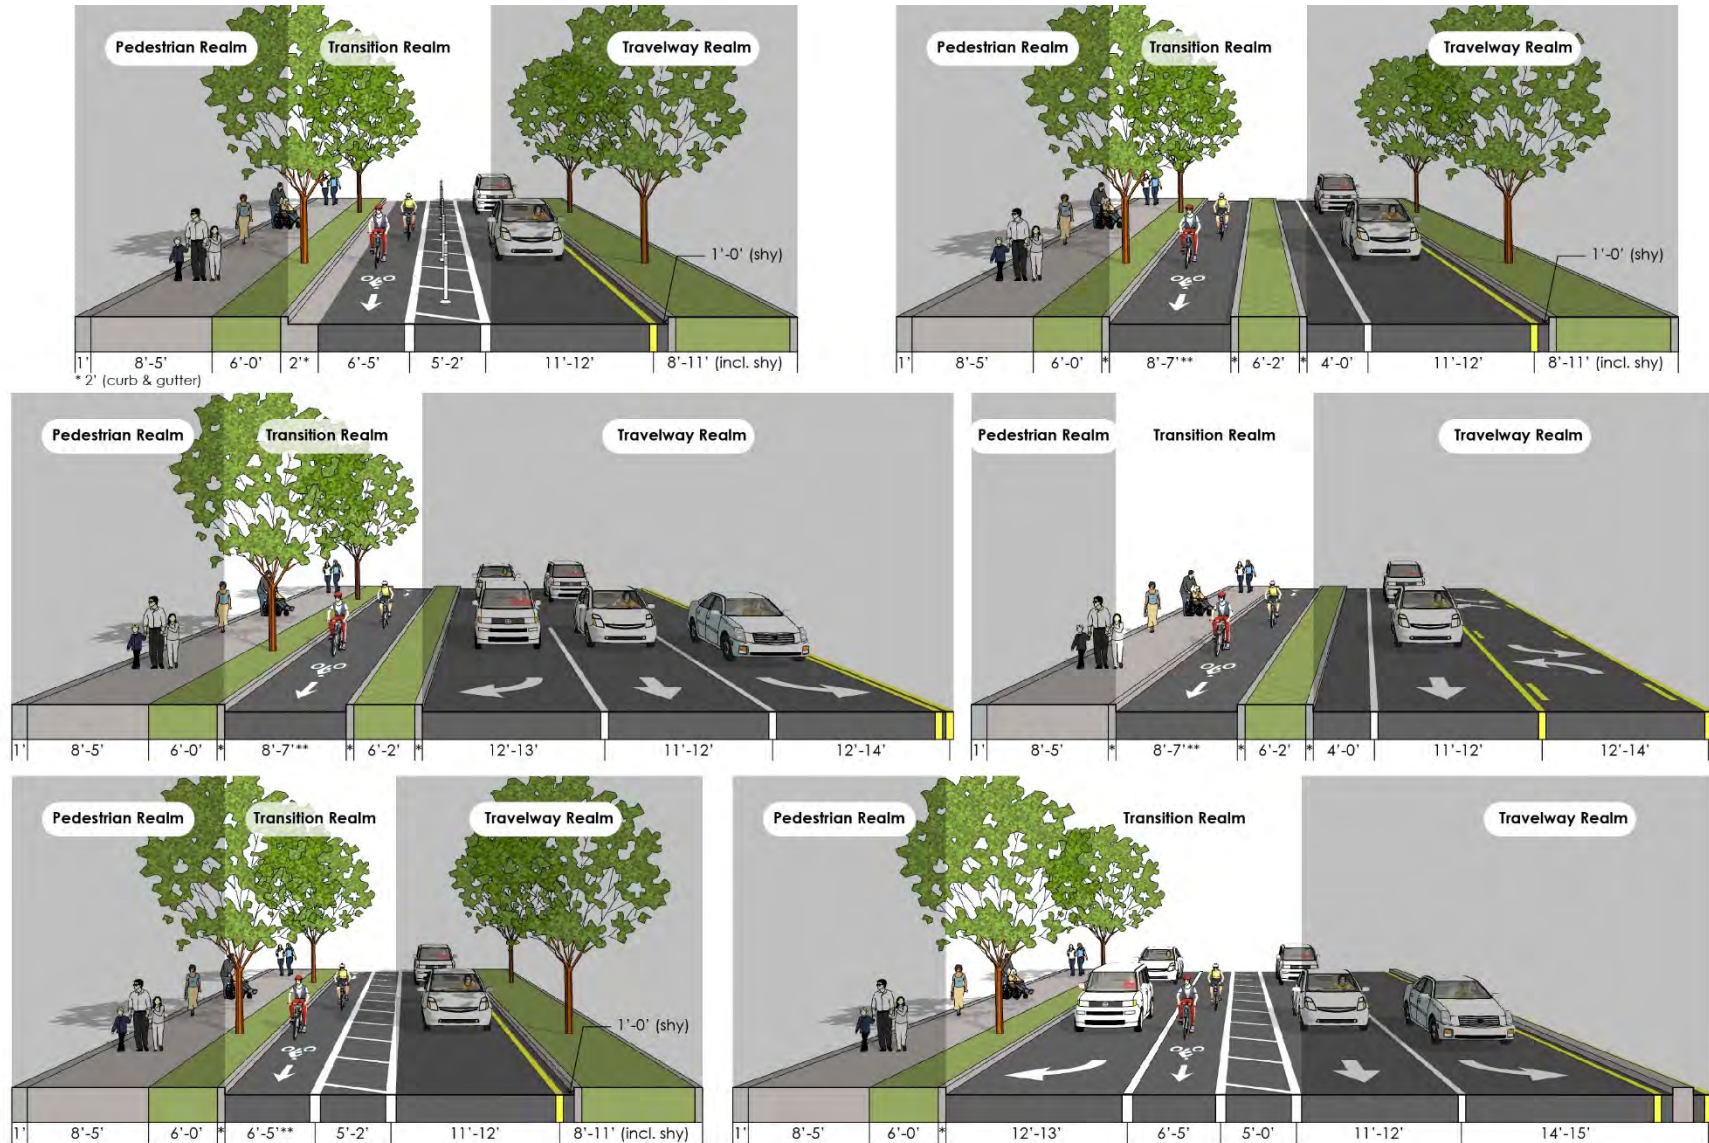 Pedestrian Realm Transition Realm Travelway Realm
1'-0' (shy)
1' 8'-5' 6'-0' 2'* 6'-5' 5'-2' 11'-12' 8'-11' (incl. shy)
* 2' (curb & gutter)
Pedestrian Realm Transition Realm Travelway Realm
1'-0' (shy)
1' 8'-5' 6'-0' * 8'-7'** * 6'-2' * 4'-0' 11'-12' 8'-11' (incl. shy)
Pedestrian Realm Transition Realm Travelway Realm
1' 8'-5' 6'-0' * 8'-7'** * 6'-2' * 12'-13' 11'-12' 12'-14'
Pedestrian Realm Transition Realm Travelway Realm
1' 8'-5' * 8'-7'** * 6'-2' * 4'-0' 11'-12' 12'-14'
Pedestrian Realm Transition Realm Travelway Realm
1'-0' (shy)
1' 8'-5' 6'-0' * 6'-5'** 5'-2' 11'-12' 8'-11' (incl. shy)
Pedestrian Realm Transition Realm Travelway Realm
1' 8'-5' 6'-0' * 12'-13' 6'-5' 5'-0' 11'-12' 14'-15'